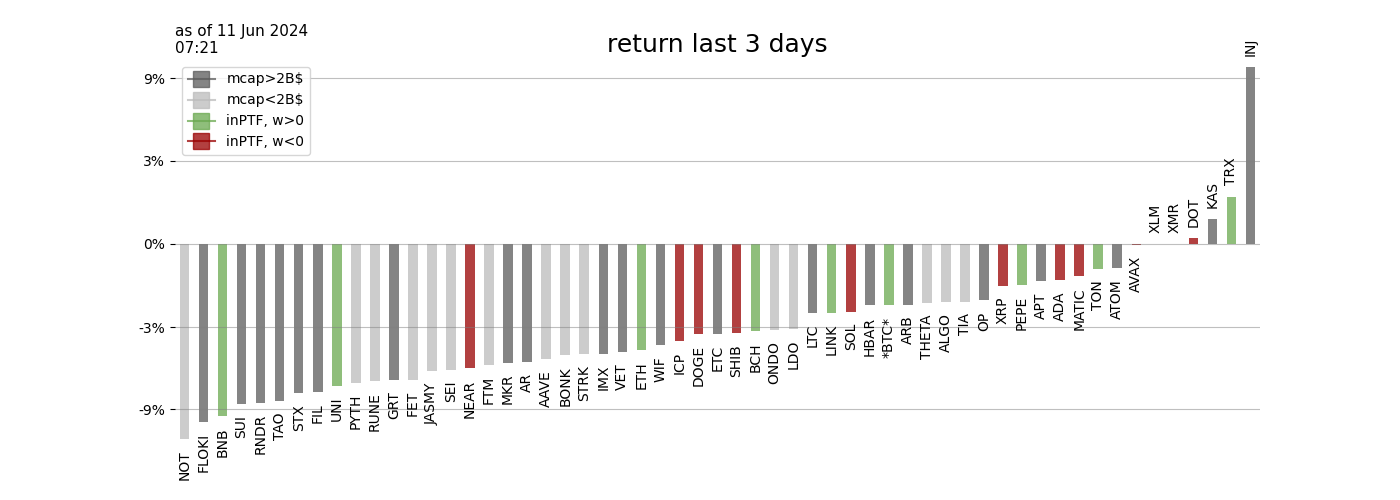 as of 11 Jun 2024
07:21
return last 3 days
mcap>2B$
mcap<2B$
inPTF, w>0
inPTF, w<0
9%
3%
0%
-3%
-9%
NOT
FLOKI
BNB
SUI
RNDR
TAO
STX
FIL
UNI
PYTH
RUNE
GRT
FET
JASMY
SEI
NEAR
FTM
MKR
AR
AAVE
BONK
STRK
IMX
VET
ETH
WIF
ICP
DOGE
ETC
SHIB
BCH
ONDO
LDO
LTC
LINK
SOL
HBAR
*BTC*
ARB
THETA
ALGO
TIA
OP
XRP
PEPE
APT
ADA
MATIC
TON
ATOM
AVAX
XLM
XMR
DOT
KAS
TRX
INJ